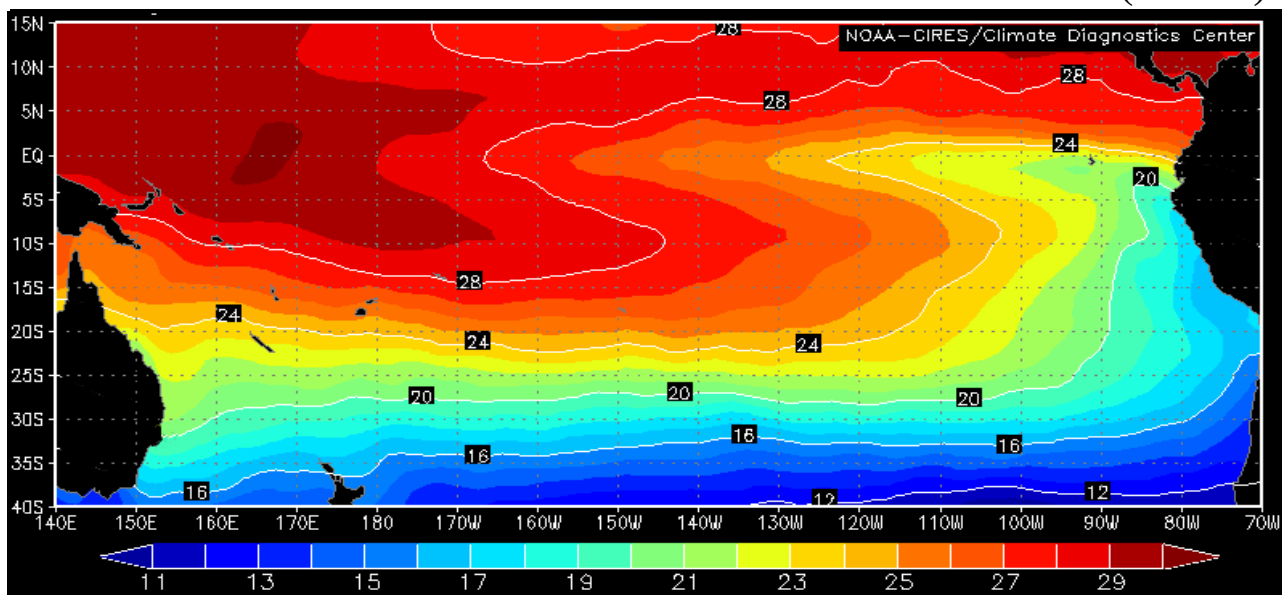 15N
28
NOAA-CIRES/Climate Diagnostics Center
10N
28
28
5N
24
EQ
20
5S
10S
28
15S
24
24
24
20S
25S
20
20
20
30S
16
16
16
35S
16
12
12
40S
140E 150E 160E 170E 180 170W 160W 150W 140W 130W 120W 110W 100W 90W 80W 70W
11 13 15 17 19 21 23 25 27 29